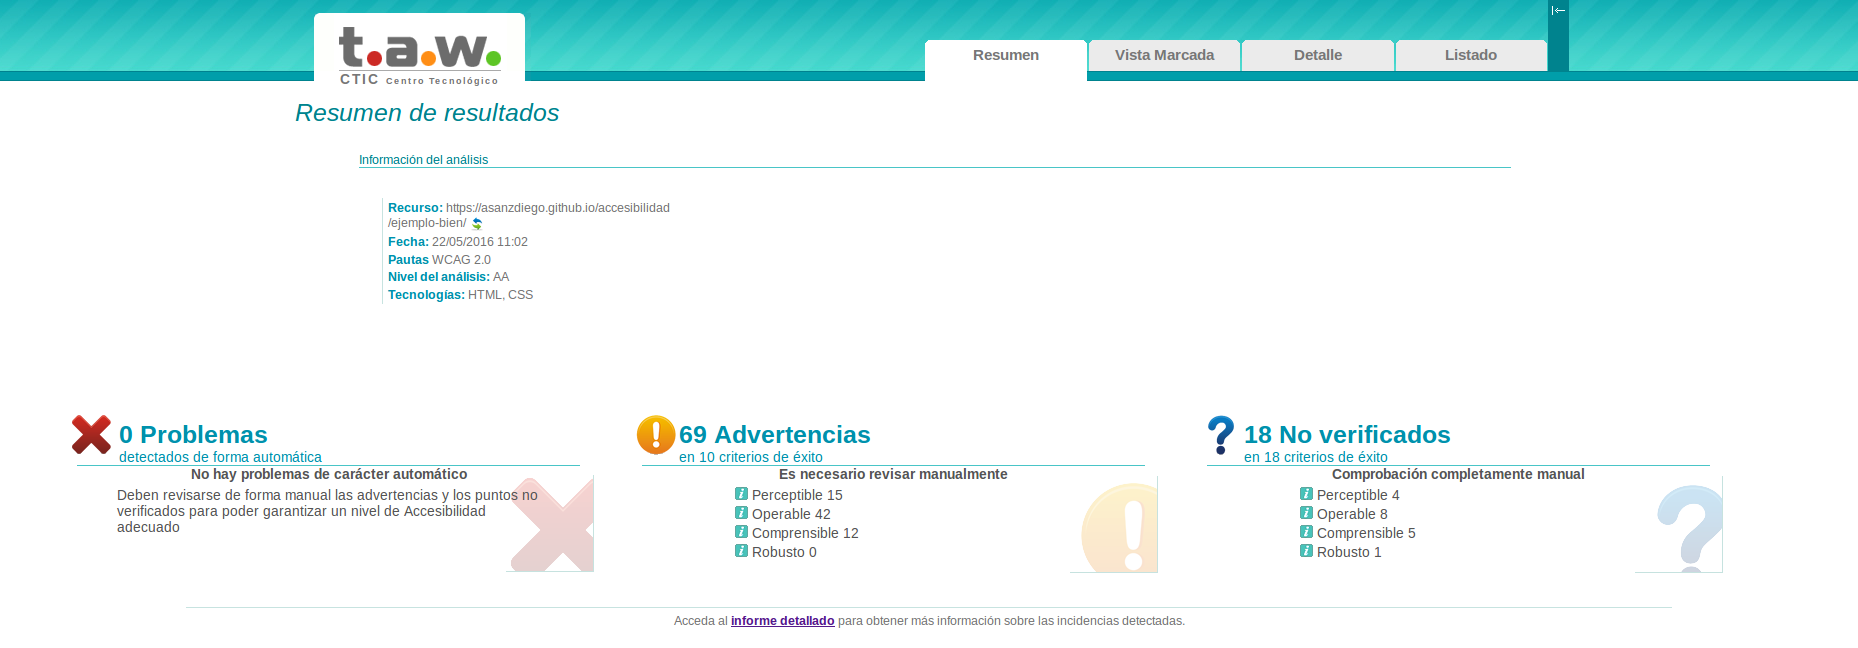 t.a.w.
CTIC Centro Tecnológico
Resumen
Vista Marcada
Detalle
Listado
Resumen de resultados
Información del análisis
Recurso: https://asanzdiego.github.io/accesibilidad
/ejemplo-bien/
Fecha: 22/05/2016 11:02
Pautas WCAG 2.0
Nivel del análisis: AA
Tecnologías: HTML, CSS
0 Problemas
detectados de forma automática
No hay problemas de carácter automático
Deben revisarse de forma manual las advertencias y los puntos no
verificados para poder garantizar un nivel de Accesibilidad
adecuado
69 Advertencias
en 10 criterios de éxito
Es necesario revisar manualmente
Perceptible 15
Operable 42
Comprensible 12
Robusto 0
18 No verificados
en 18 criterios de éxito
Comprobación completamente manual
Perceptible 4
Operable 8
Comprensible 5
Robusto 1
Acceda al informe detallado para obtener más información sobre las incidencias detectadas.